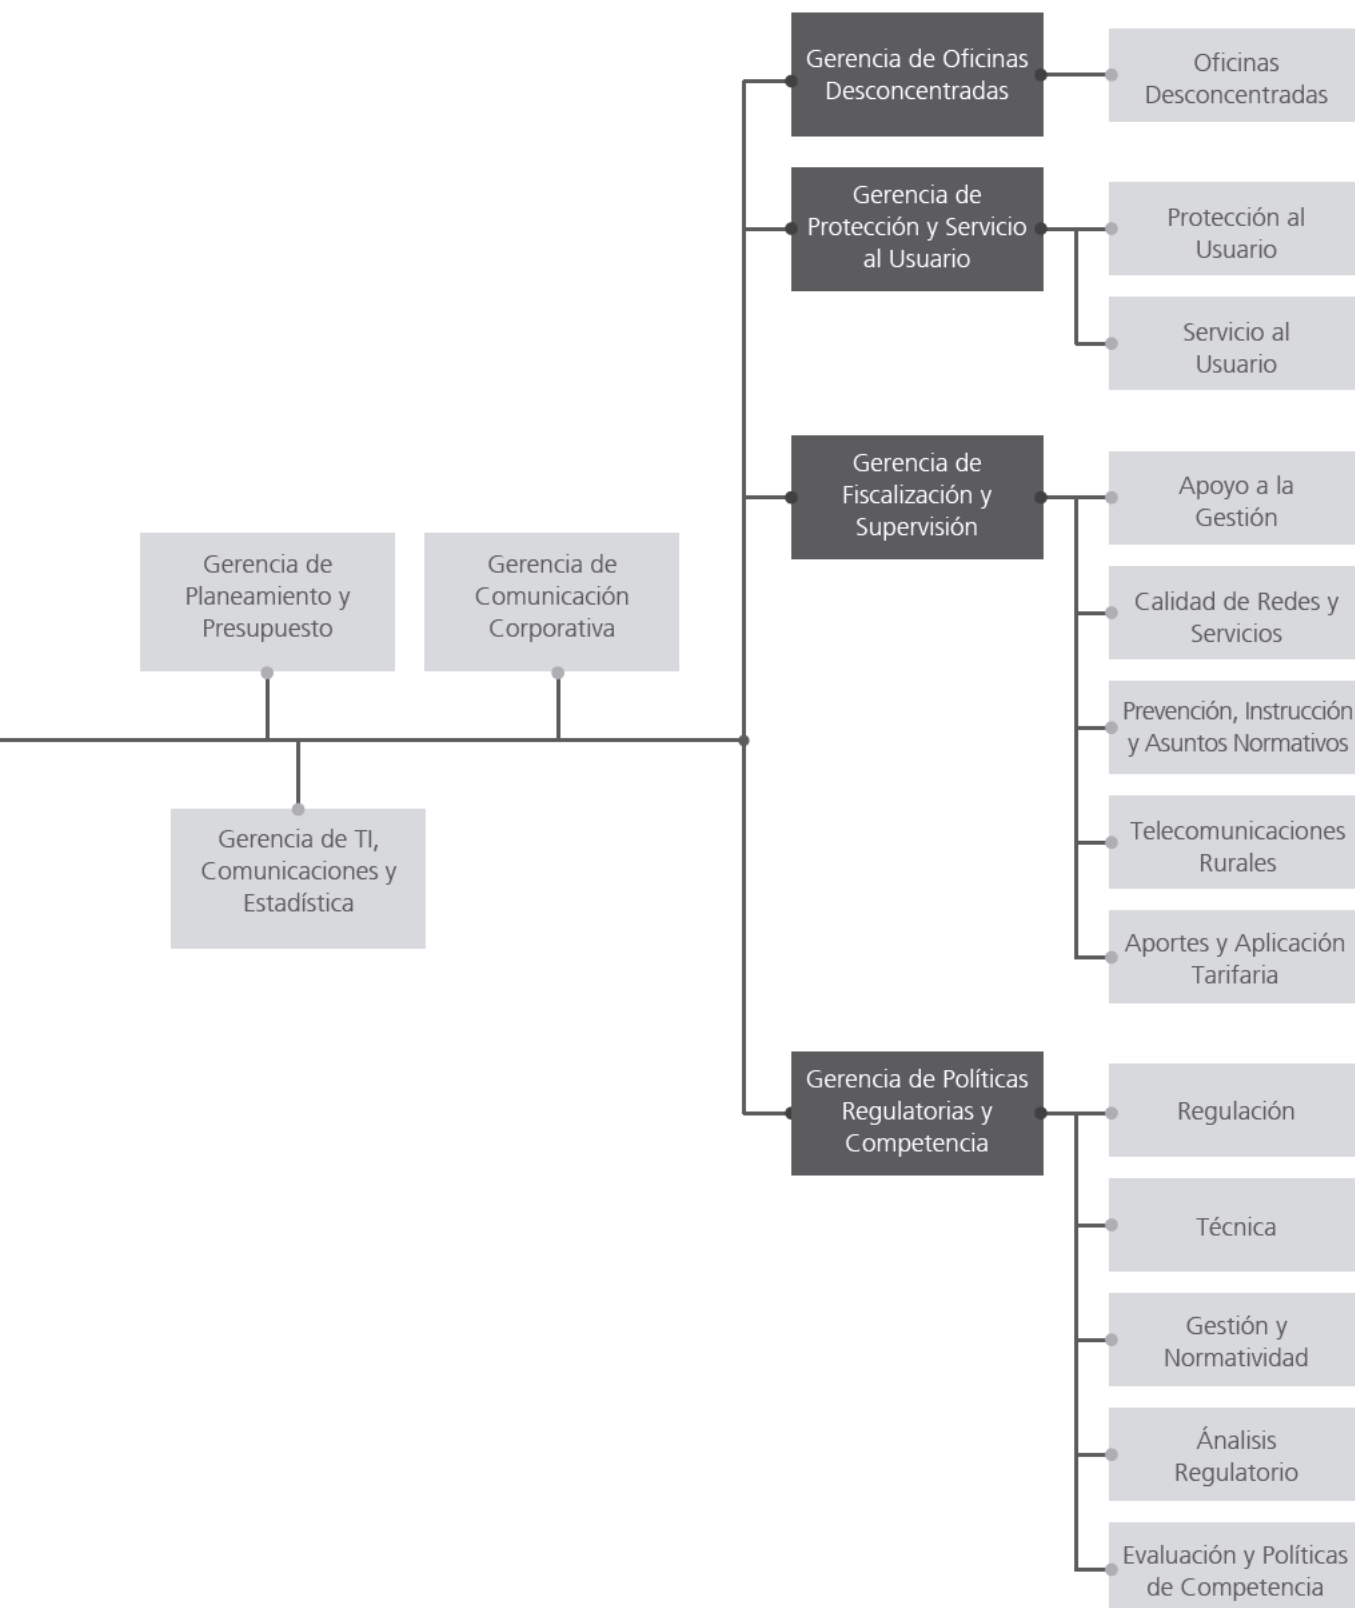 Gerencia de Oficinas
Desconcentradas
Oficinas
Desconcentradas
Gerencia de
Protección y Servicio
al Usuario
Protección al
Usuario
Servicio al
Usuario
Gerencia de
Fiscalización y
Supervisión
Apoyo a la
Gestión
Calidad de Redes y
Servicios
Prevención, Instrucción
y Asuntos Normativos
Telecomunicaciones
Rurales
Aportes y Aplicación
Tarifaria
Gerencia de
Planeamiento y
Presupuesto
Gerencia de
Comunicación
Corporativa
Gerencia de TI,
Comunicaciones y
Estadística
Gerencia de Políticas
Regulatorias y
Competencia
Regulación
Técnica
Gestión y
Normatividad
Ánalisis
Regulatorio
Evaluación y Políticas
de Competencia